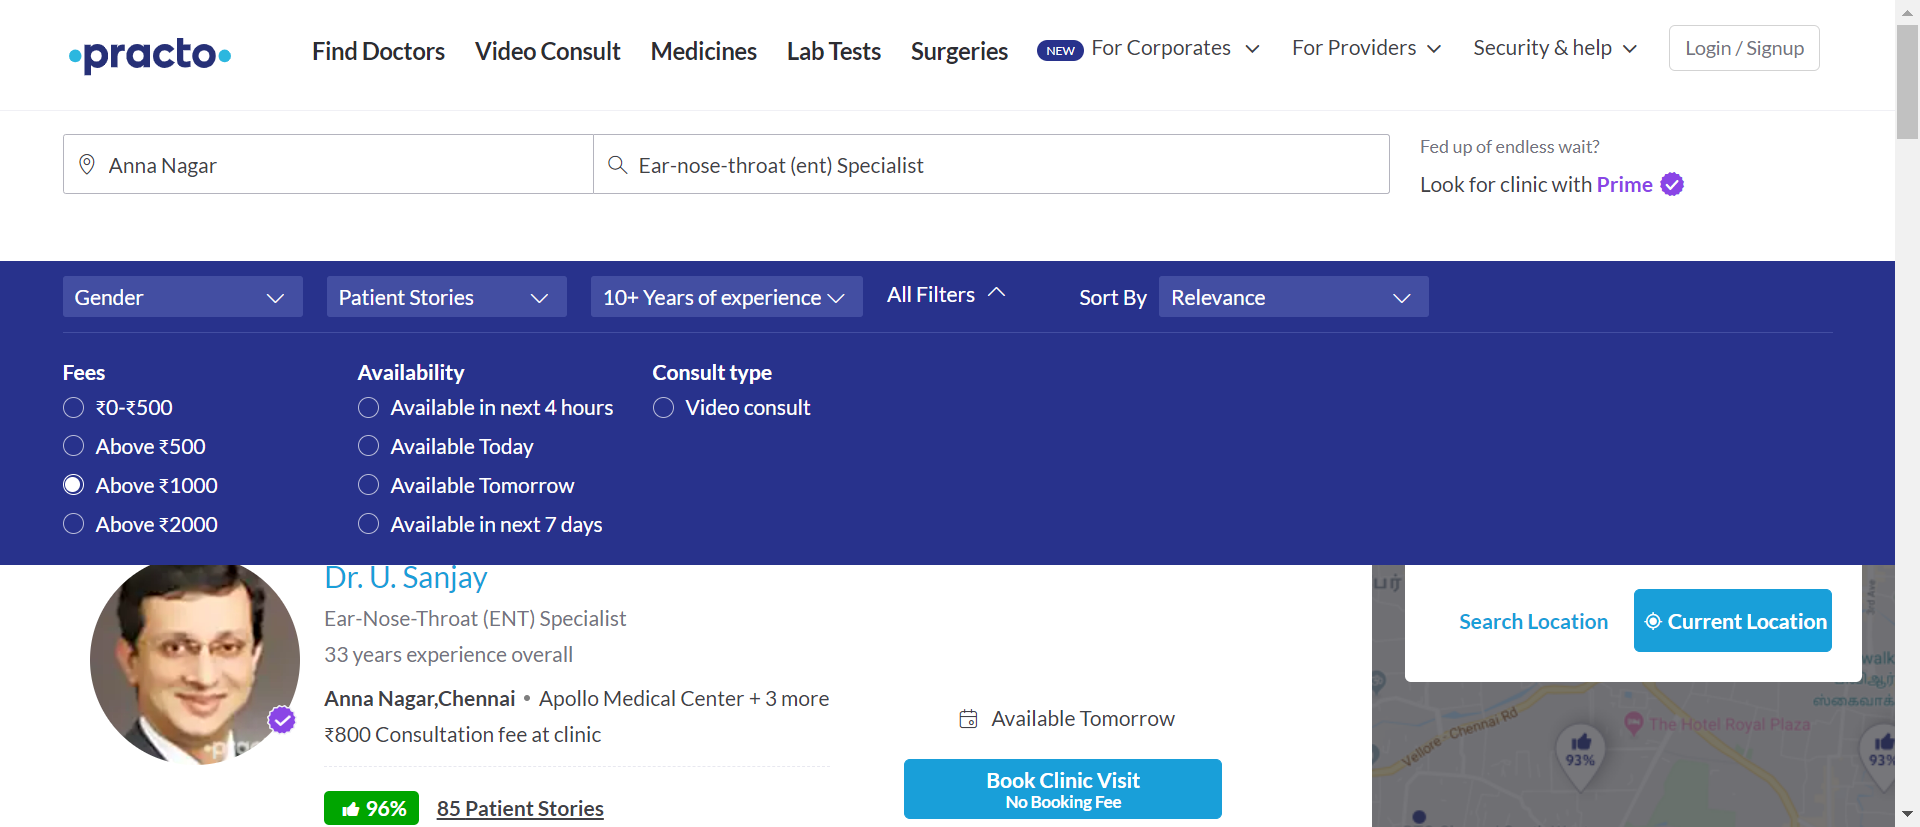 practo
Find Doctors
Video Consult
Medicines
Lab Tests
Surgeries
NEW
For Corporates
For Providers
Security & help
Login / Signup
Anna Nagar
Ear-nose-throat (ent) Specialist
Fed up of endless wait?
Look for clinic with Prime
Gender
Patient Stories
10+ Years of experience
All Filters
Sort By
Relevance
Fees
₹0-₹500
Above ₹500
Above ₹1000
Above ₹2000
Availability
Available in next 4 hours
Available Today
Available Tomorrow
Available in next 7 days
Consult type
Video consult
Dr. U. Sanjay
Ear-Nose-Throat (ENT) Specialist
33 years experience overall
Anna Nagar,Chennai • Apollo Medical Center + 3 more
₹800 Consultation fee at clinic
96%
85 Patient Stories
Available Tomorrow
Book Clinic Visit
No Booking Fee
Search Location
Current Location
3rd Ave
Vellore - Chennai Rd
The Hotel Royal Plaza
93%
93%